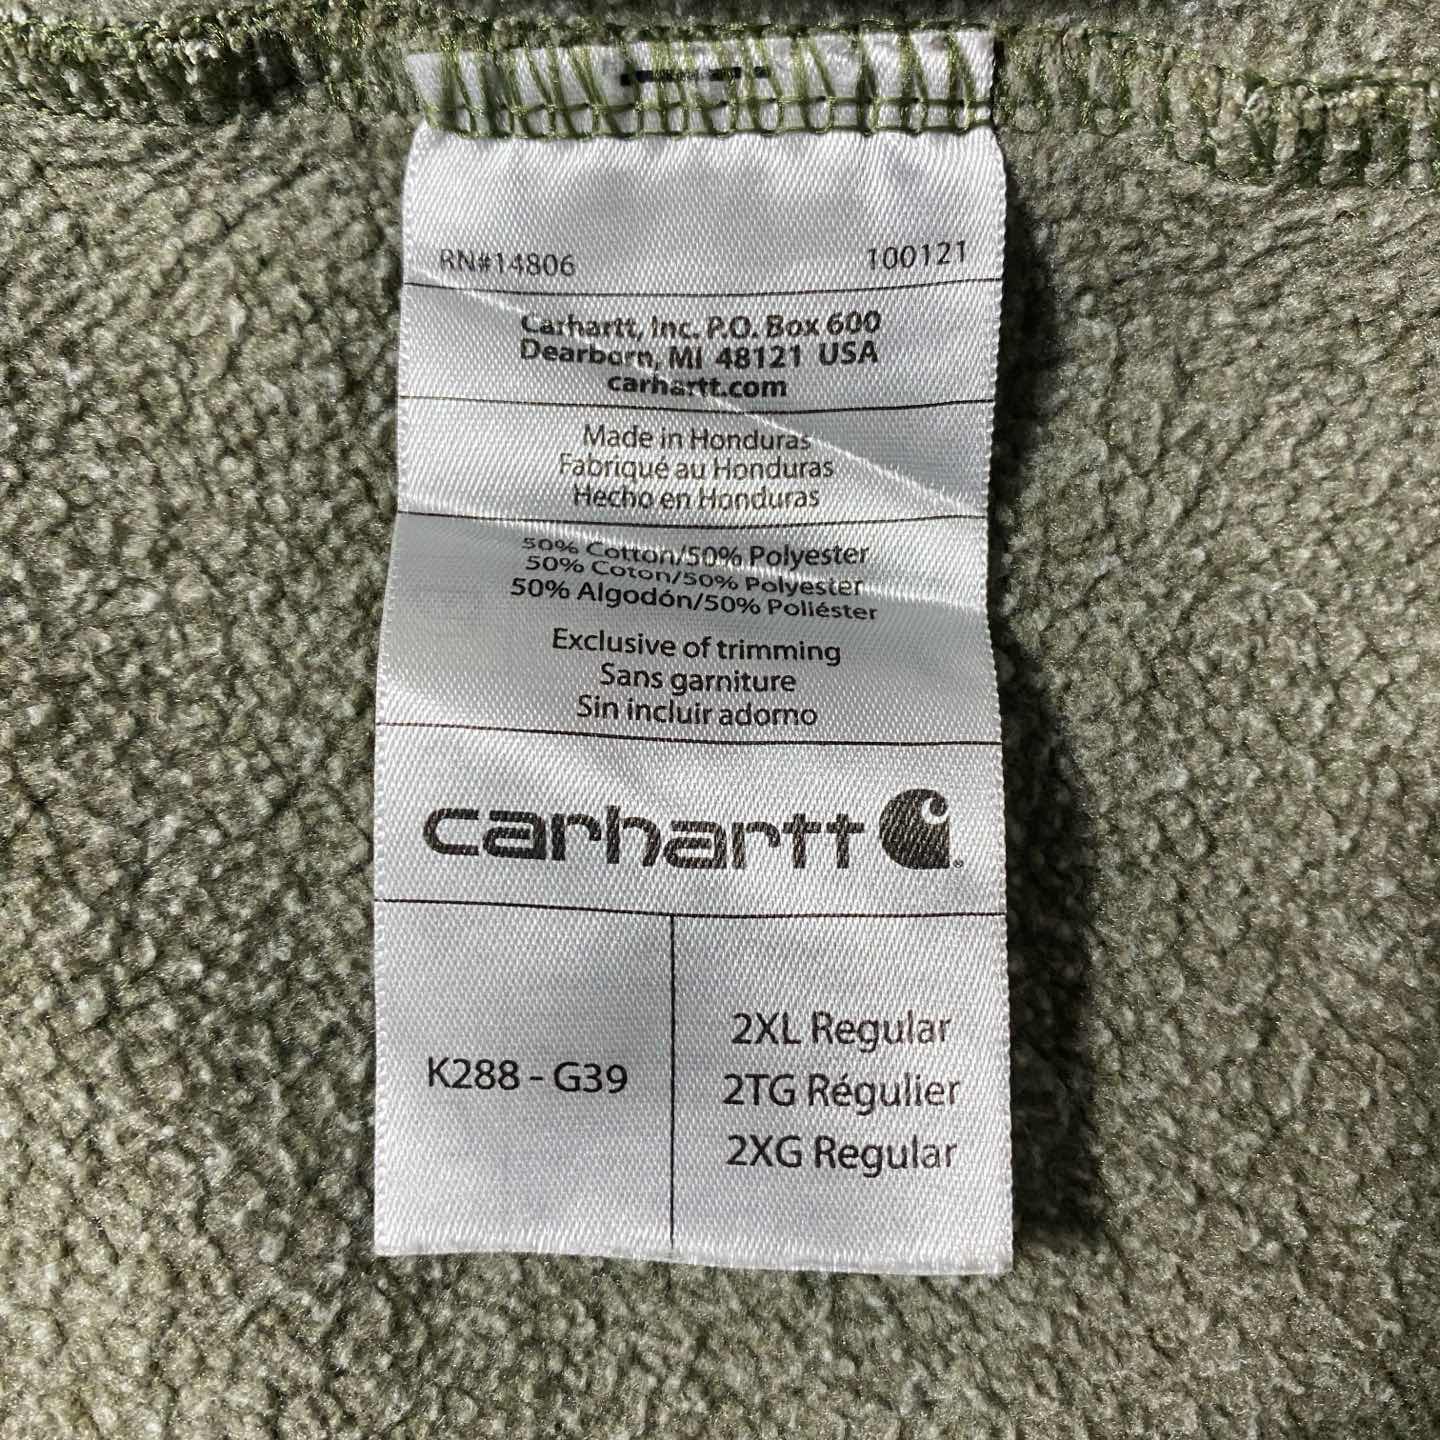 RN#14806 100121
Carhartt, Inc. P.O. Box 600
Dearborn, MI 48121 USA
carhartt.com
Made in Honduras
Fabriqué au Honduras
Hecho en Honduras
50% Cotton/50% Polyester
50% Coton/50% Polyester
50% Algodón/50% Poliéster
Exclusive of trimming
Sans garniture
Sin incluir adorno
carhartt
K288 - G39
2XL Regular
2TG Régulier
2XG Regular